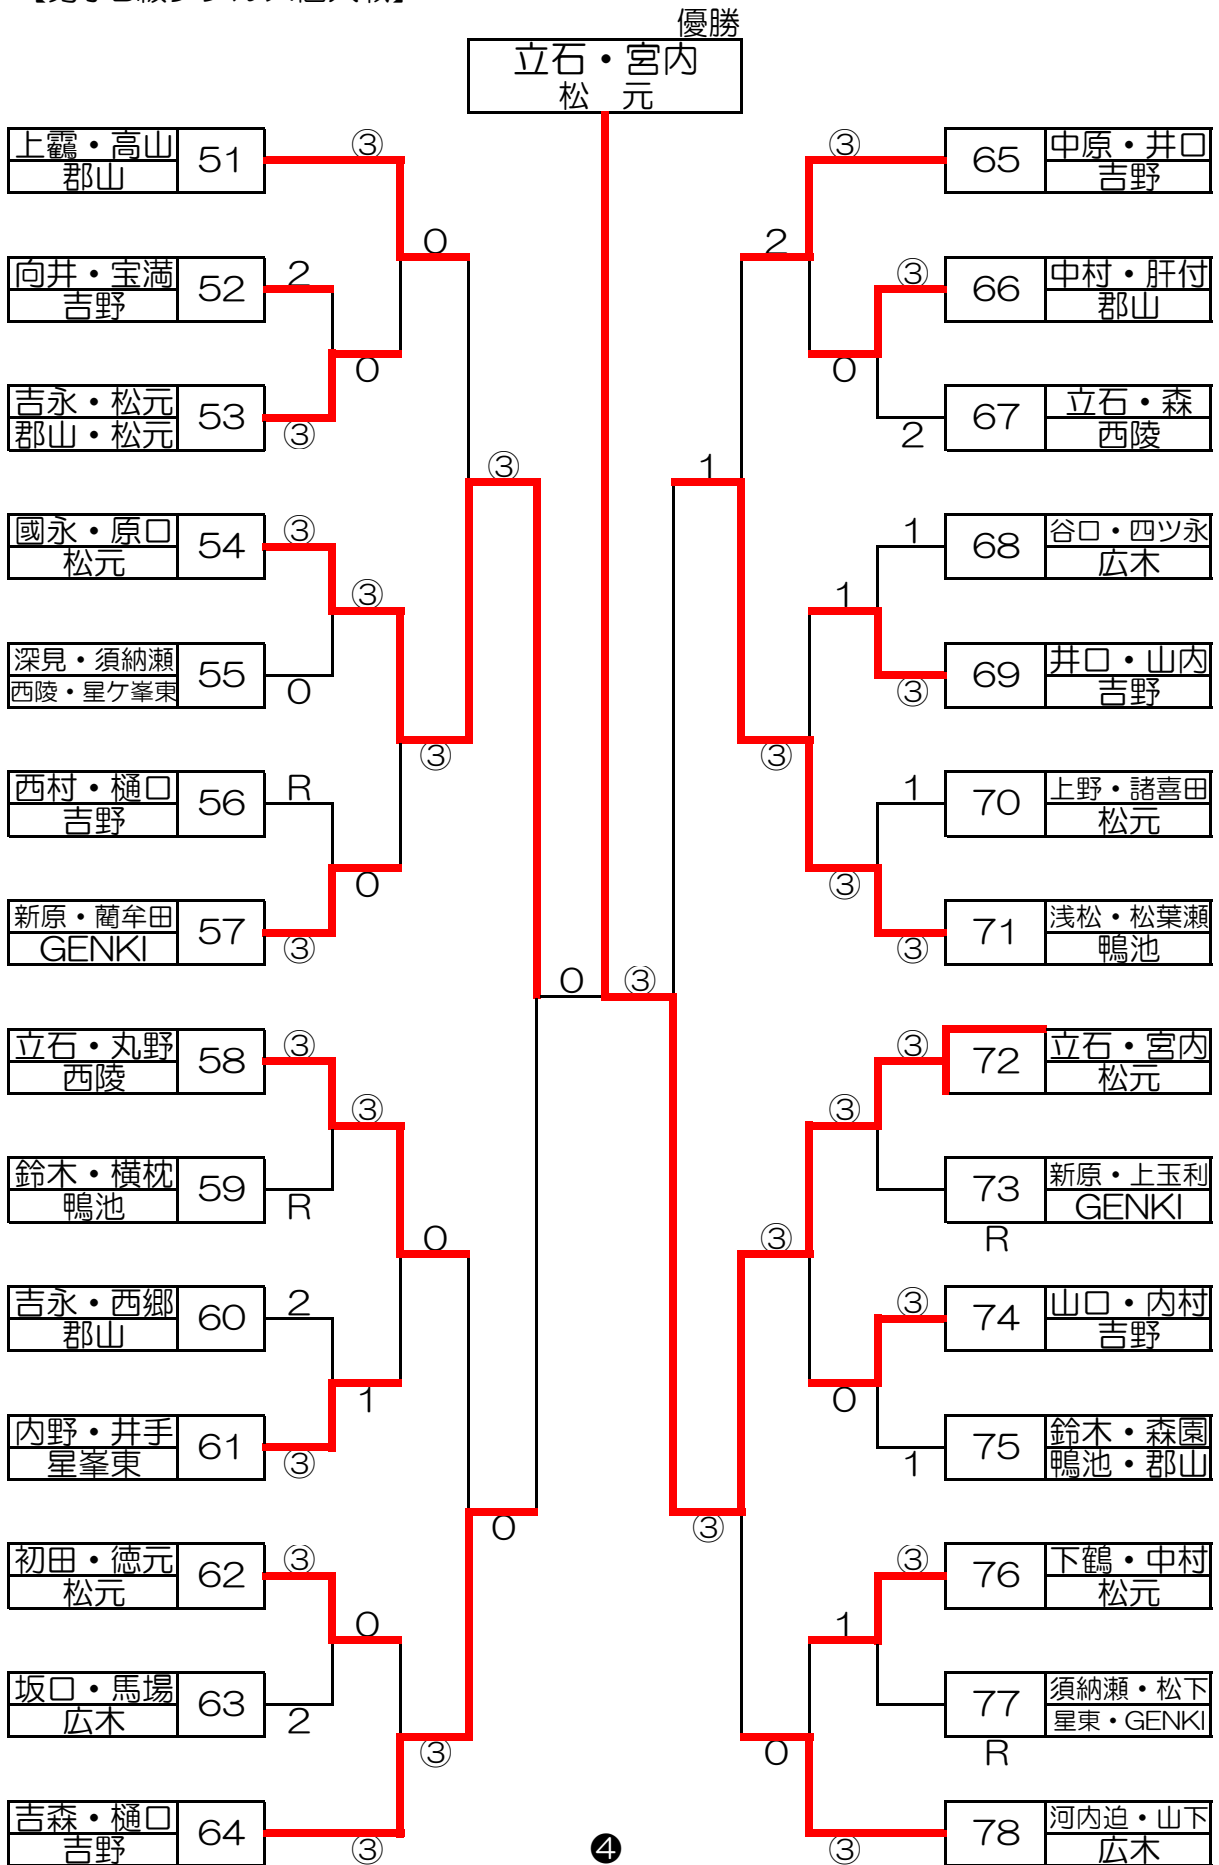 優勝
立石・宮内
松 元
上靍・高山 51 ③
郡山
0
向井・宝満 52 2
吉野
0
吉永・松元 53 ③
郡山・松元
③
國永・原口 54 ③
松元
③
深見・須納瀬 55 0
西陵・星ケ峯東
③
西村・樋口 56 R
吉野
0
新原・藺牟田 57 ③
GENKI
0 ③
立石・丸野 58 ③
西陵
③
鈴木・横枕 59 R
鴨池
0
吉永・西郷 60 2
郡山
1
内野・井手 61 ③
星峯東
0
初田・徳元 62 ③
松元
0
坂口・馬場 63 2
広木
③
吉森・樋口 64 ③
吉野
③ 65 中原・井口
吉野
2
③ 66 中村・肝付
郡山
0
2 67 立石・森
西陵
1
1 68 谷口・四ツ永
広木
1
③ 69 井口・山内
吉野
③
1 70 上野・諸喜田
松元
③
③ 71 浅松・松葉瀬
鴨池
③ 72 立石・宮内
松元
③
73 新原・上玉利
GENKI
R
③
③ 74 山口・内村
吉野
0
1 75 鈴木・森園
鴨池・郡山
③
③ 76 下鶴・中村
松元
1
77 須納瀬・松下
星東・GENKI
R
0
③ 78 河内迫・山下
広木
❹